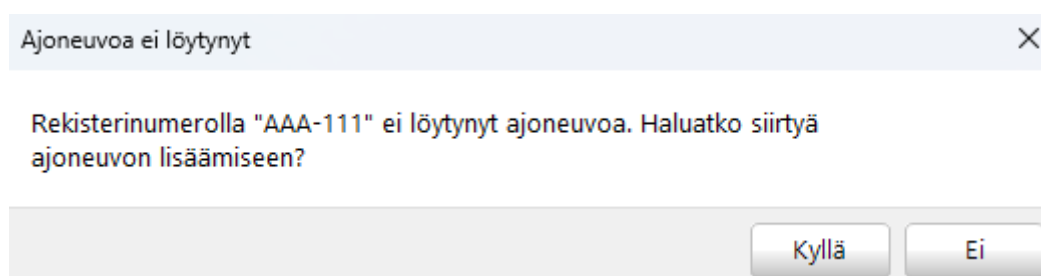 Ajoneuvoa ei löytynyt
Rekisterinumerolla "AAA-111" ei löytynyt ajoneuvoa. Haluatko siirtyä
ajoneuvon lisäämiseen?
Kyllä
Ei